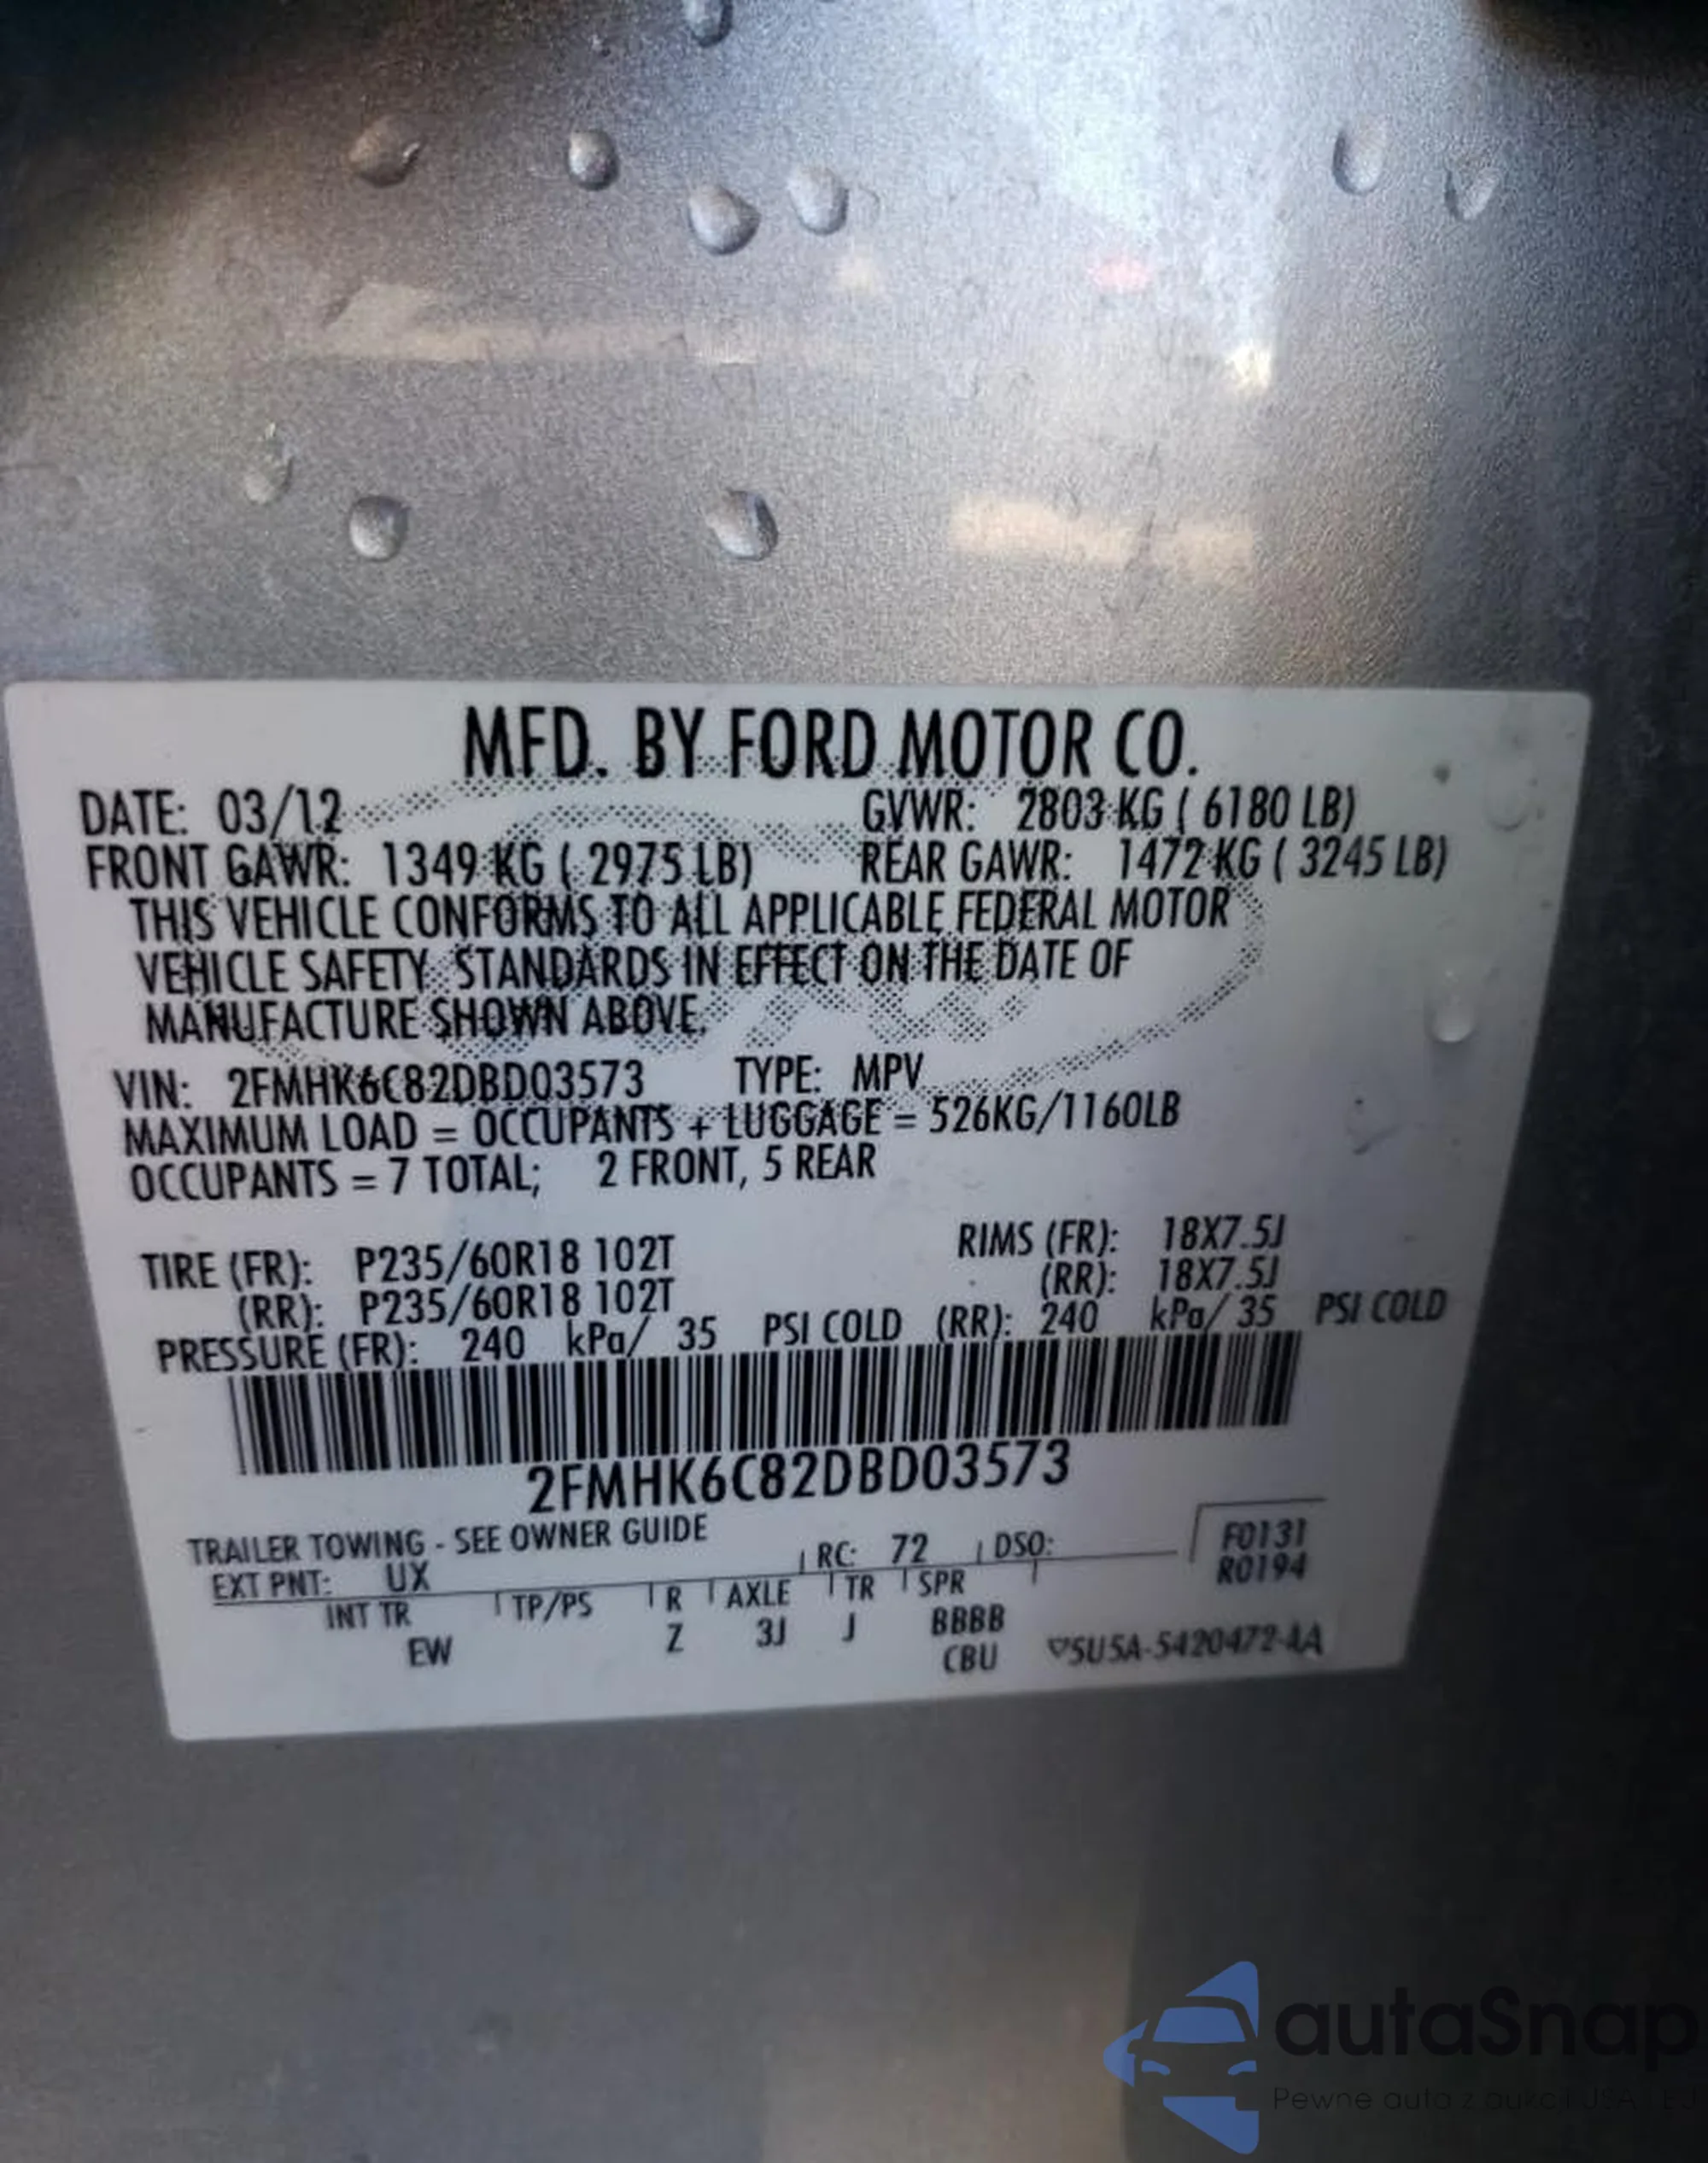 MFD. BY FORD MOTOR CO.
DATE: 03/12 GVWR: 2803 KG ( 6180 LB)
FRONT GAWR: 1349 KG ( 2975 LB) REAR GAWR: 1472 KG ( 3245 LB)
THIS VEHICLE CONFORMS TO ALL APPLICABLE FEDERAL MOTOR
VEHICLE SAFETY STANDARDS IN EFFECT ON THE DATE OF
MANUFACTURE SHOWN ABOVE.
VIN: 2FMHK6C82DBD03573 TYPE: MPV
MAXIMUM LOAD = OCCUPANTS + LUGGAGE = 526KG/1160LB
OCCUPANTS = 7 TOTAL; 2 FRONT, 5 REAR
TIRE (FR): P235/60R18 102T RIMS (FR): 18X7.5J
(RR): P235/60R18 102T (RR): 18X7.5J
PRESSURE (FR): 240 kPa/ 35 PSI COLD (RR): 240 kPa/ 35 PSI COLD
2FMHK6C82DBD03573
TRAILER TOWING - SEE OWNER GUIDE
EXT PNT: UX RC: 72 DSO: F0131
R0194
INT TR TP/PS R AXLE TR SPR
EW Z 3J J BBBB
CBU 5U5A-5420472-AA
autaSnap
Pewne auta z aukcji USA